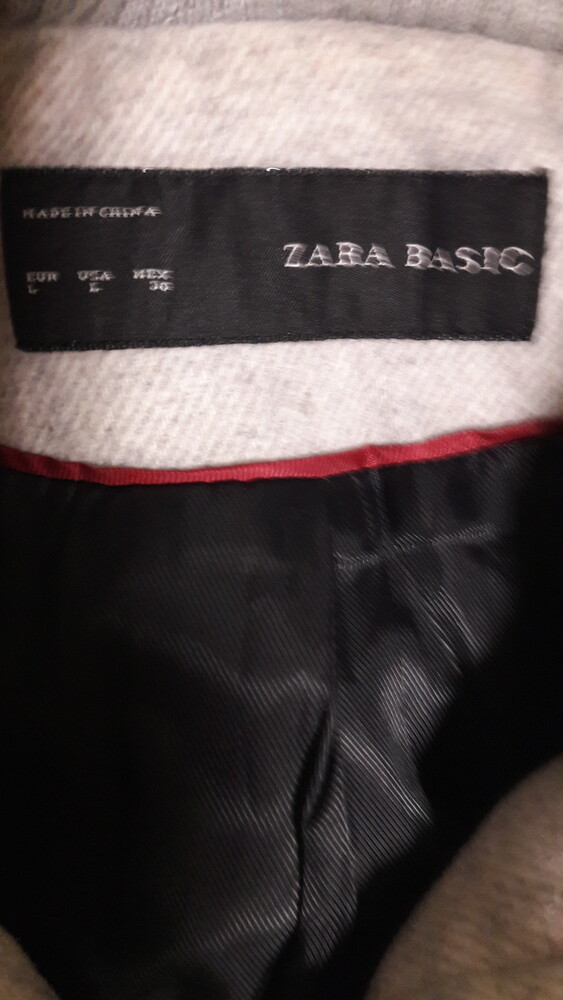 MADE IN CHINA
ZARA BASIC
EUR USA MEX
L L 30